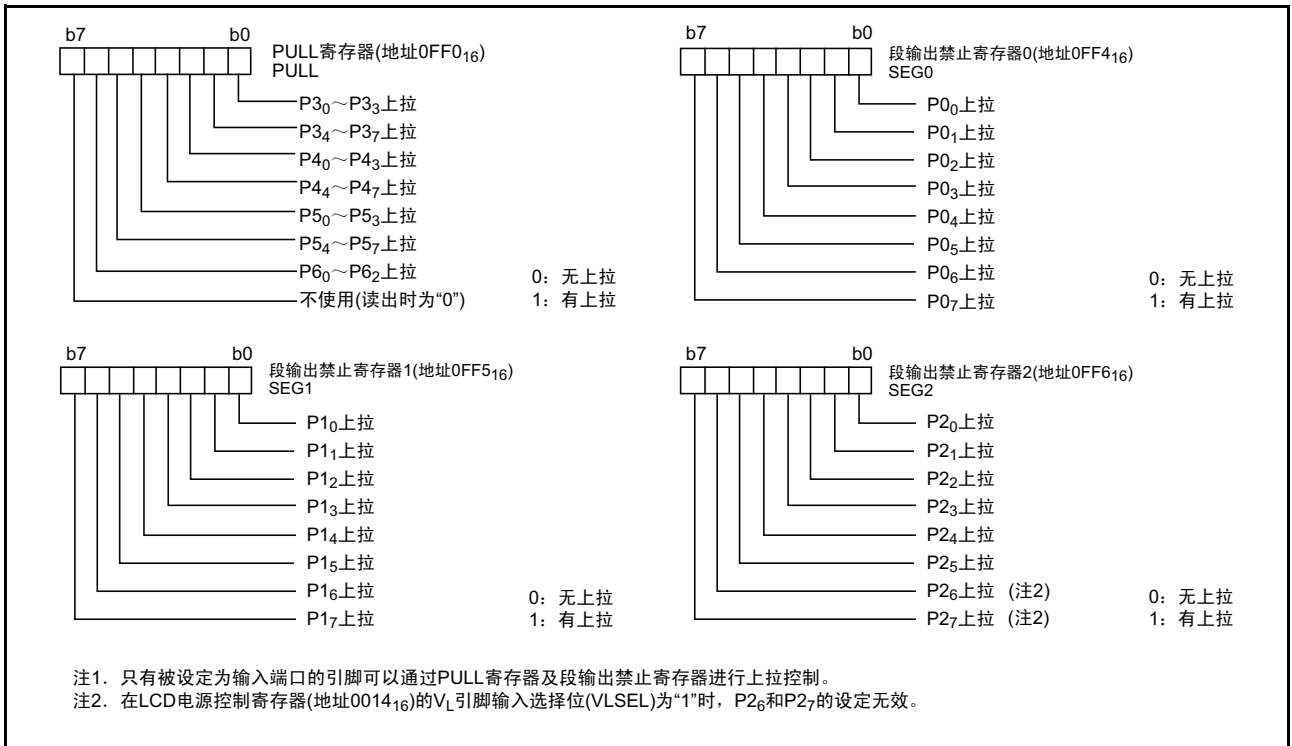 b7 b0
PULL寄存器(地址0FF0₁₆)
PULL
P3₀～P3₃上拉
P3₄～P3₇上拉
P4₀～P4₃上拉
P4₄～P4₇上拉
P5₀～P5₃上拉
P5₄～P5₇上拉
P6₀～P6₂上拉
不使用(读出时为“0”)
0：无上拉
1：有上拉
b7 b0
段输出禁止寄存器0(地址0FF4₁₆)
SEG0
P0₀上拉
P0₁上拉
P0₂上拉
P0₃上拉
P0₄上拉
P0₅上拉
P0₆上拉
P0₇上拉
0：无上拉
1：有上拉
b7 b0
段输出禁止寄存器1(地址0FF5₁₆)
SEG1
P1₀上拉
P1₁上拉
P1₂上拉
P1₃上拉
P1₄上拉
P1₅上拉
P1₆上拉
P1₇上拉
0：无上拉
1：有上拉
b7 b0
段输出禁止寄存器2(地址0FF6₁₆)
SEG2
P2₀上拉
P2₁上拉
P2₂上拉
P2₃上拉
P2₄上拉
P2₅上拉
P2₆上拉 (注2)
P2₇上拉 (注2)
0：无上拉
1：有上拉
注1．只有被设定为输入端口的引脚可以通过PULL寄存器及段输出禁止寄存器进行上拉控制。
注2．在LCD电源控制寄存器(地址0014₁₆)的V_L引脚输入选择位(VLSEL)为“1”时，P2₆和P2₇的设定无效。